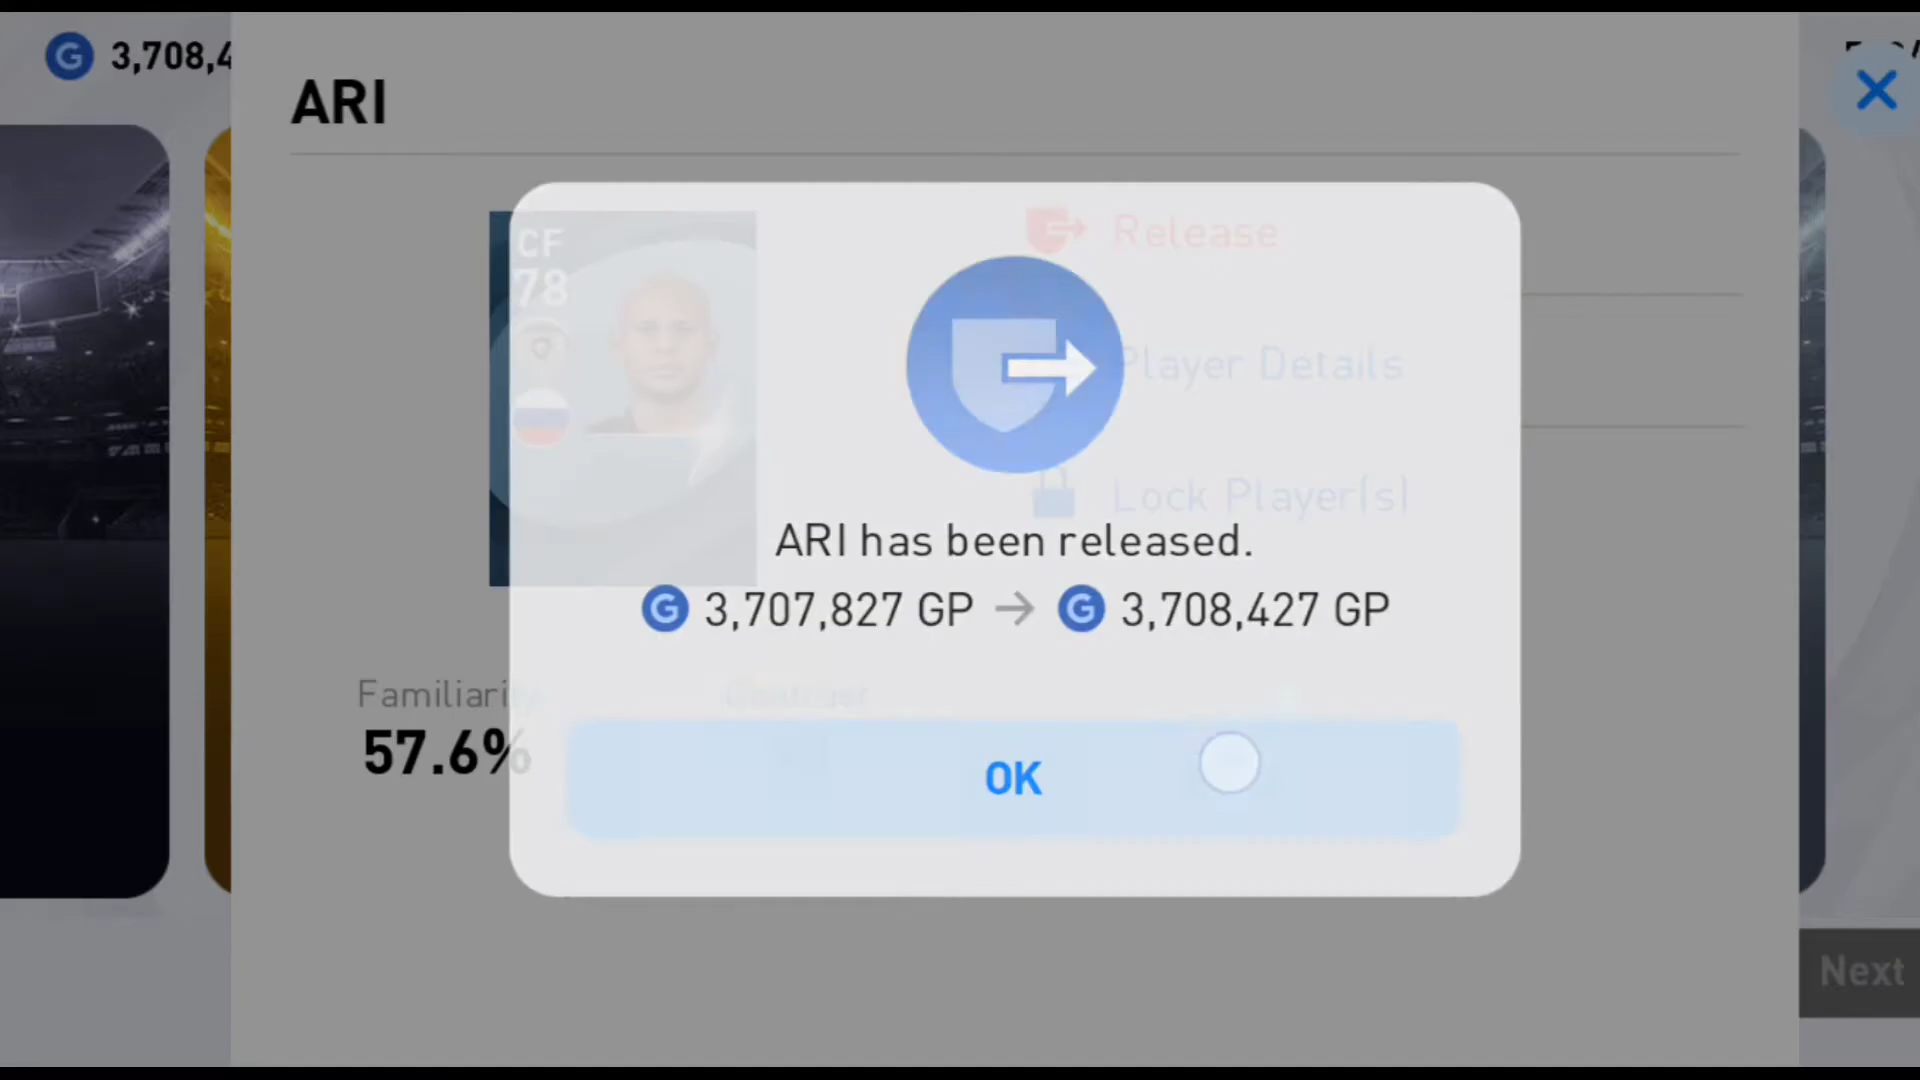 3,708,4
ARI
CF
78
Release
Player Details
Lock Player(s)
ARI has been released.
G 3,707,827 GP → G 3,708,427 GP
Familiarity
57.6%
OK
Next